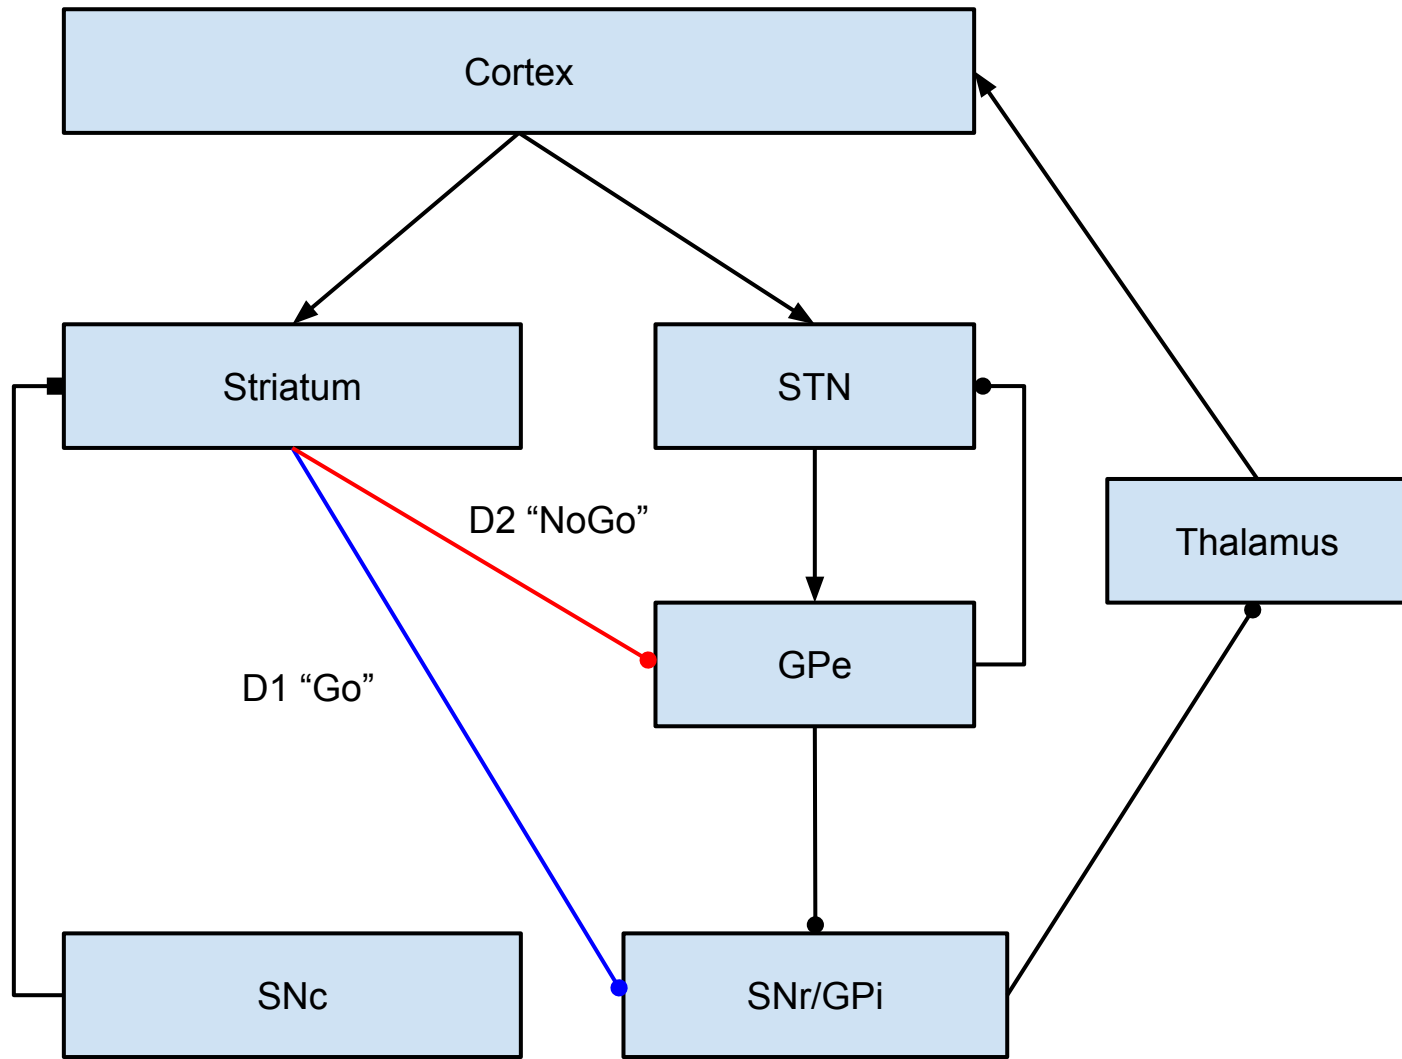 Cortex
Striatum
STN
D2 “NoGo”
Thalamus
GPe
D1 “Go”
SNc
SNr/GPi